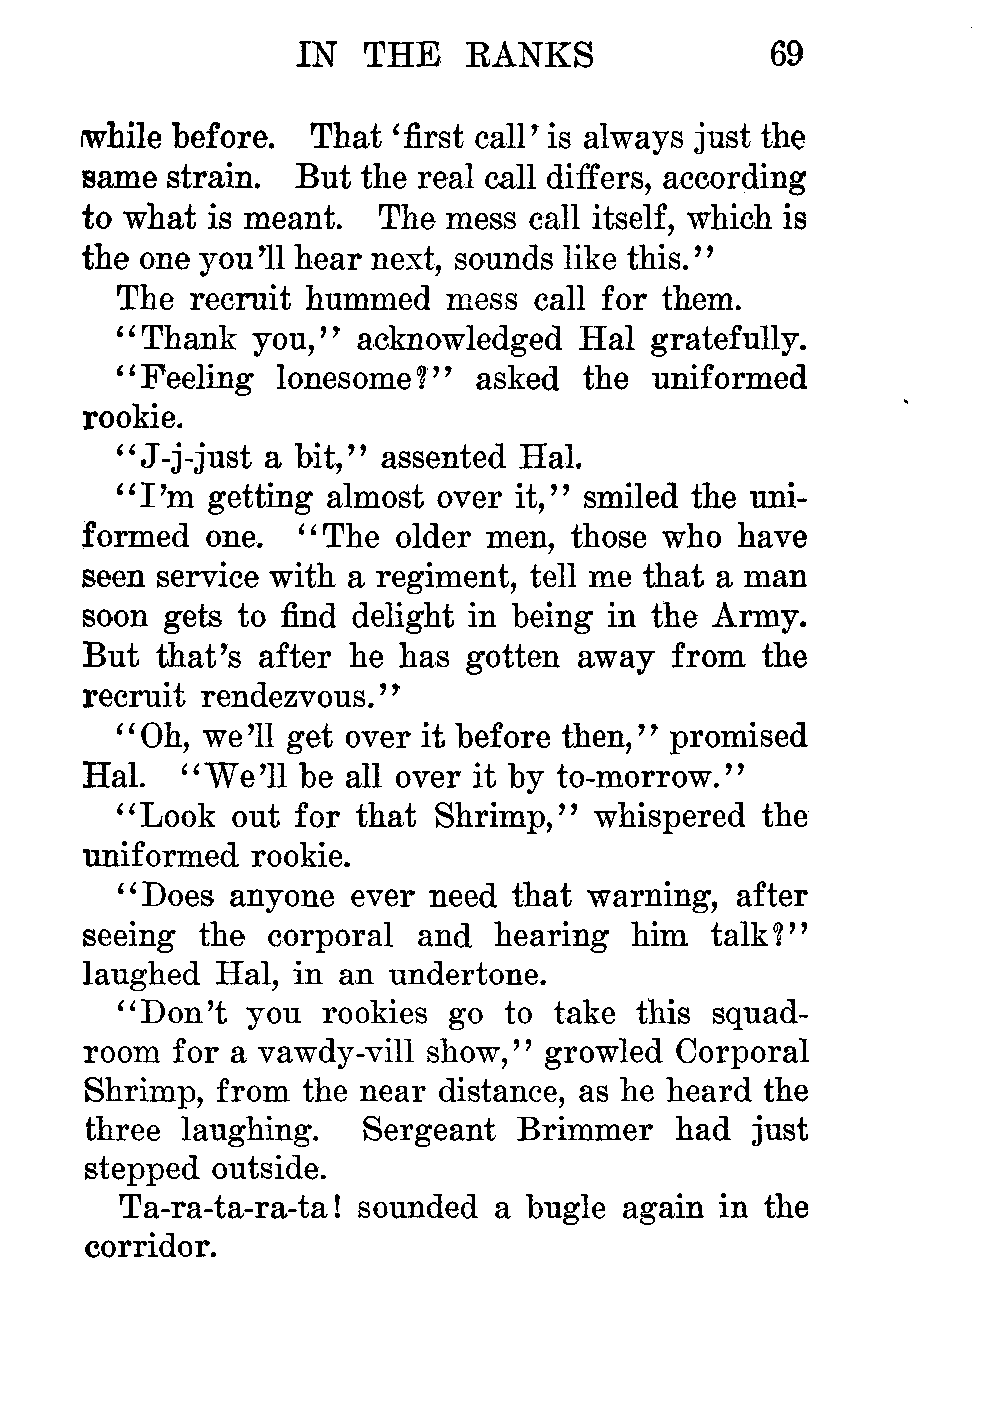 IN THE RANKS 69
while before. That ‘first call’ is always just the
same strain. But the real call differs, according
to what is meant. The mess call itself, which is
the one you’ll hear next, sounds like this.”
The recruit hummed mess call for them.
“Thank you,” acknowledged Hal gratefully.
“Feeling lonesome?” asked the uniformed
rookie.
“J-j-just a bit,” assented Hal.
“I’m getting almost over it,” smiled the uni-
formed one. “The older men, those who have
seen service with a regiment, tell me that a man
soon gets to find delight in being in the Army.
But that’s after he has gotten away from the
recruit rendezvous.”
“Oh, we’ll get over it before then,” promised
Hal. “We’ll be all over it by to-morrow.”
“Look out for that Shrimp,” whispered the
uniformed rookie.
“Does anyone ever need that warning, after
seeing the corporal and hearing him talk?”
laughed Hal, in an undertone.
“Don’t you rookies go to take this squad-
room for a vawdy-vill show,” growled Corporal
Shrimp, from the near distance, as he heard the
three laughing. Sergeant Brimmer had just
stepped outside.
Ta-ra-ta-ra-ta! sounded a bugle again in the
corridor.